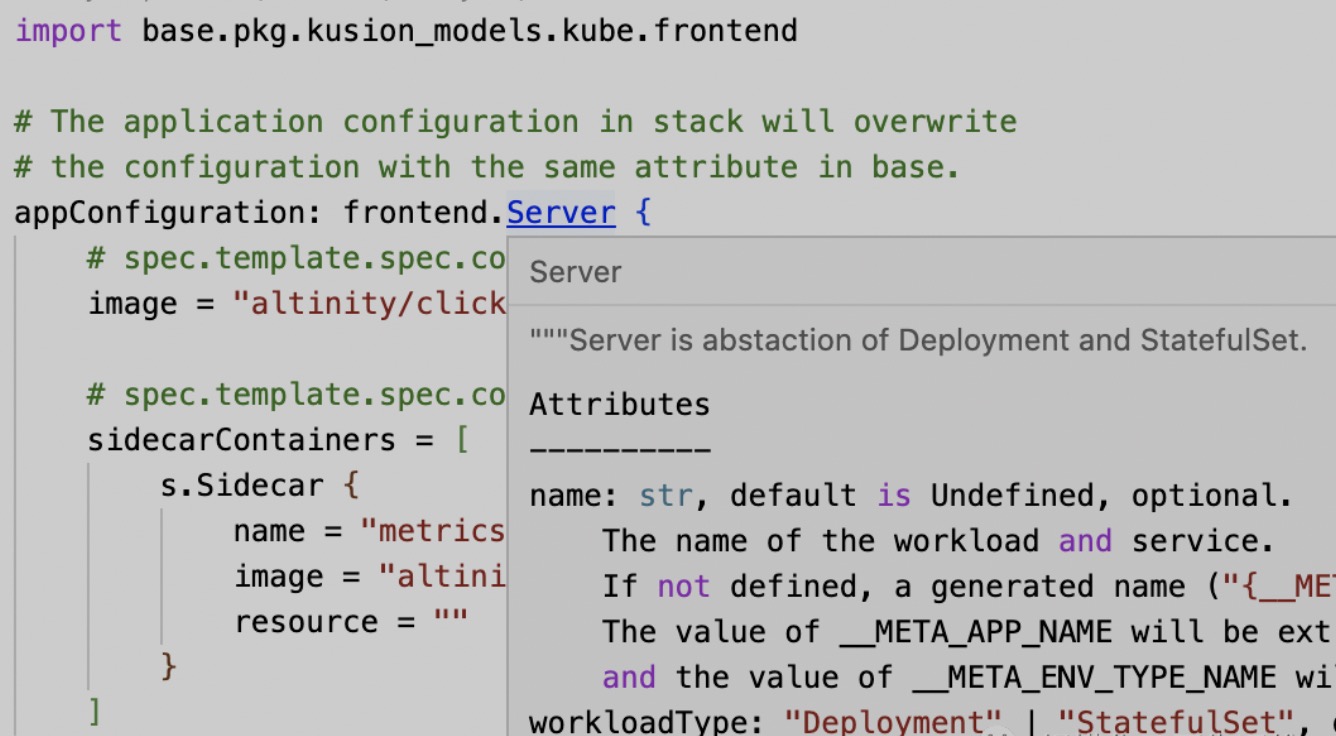 import base.pkg.kusion_models.kube.frontend
# The application configuration in stack will overwrite
# the configuration with the same attribute in base.
appConfiguration: frontend.Server {
# spec.template.spec.co
image = "altinity/click
# spec.template.spec.co
sidecarContainers = [
s.Sidecar {
name = "metrics
image = "altini
resource = ""
}
]
Server
"""Server is abstaction of Deployment and StatefulSet.
Attributes
----------
name: str, default is Undefined, optional.
The name of the workload and service.
If not defined, a generated name ("{__ME
The value of __META_APP_NAME will be ext
and the value of __META_ENV_TYPE_NAME wi
workloadType: "Deployment" | "StatefulSet",